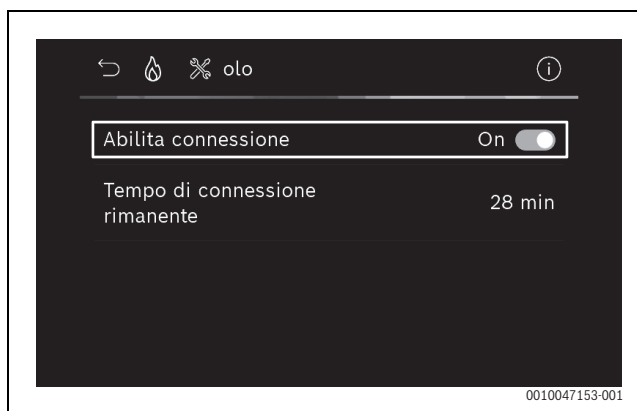 olo
Abilita connessione On
Tempo di connessione
rimanente
28 min
0010047153-001